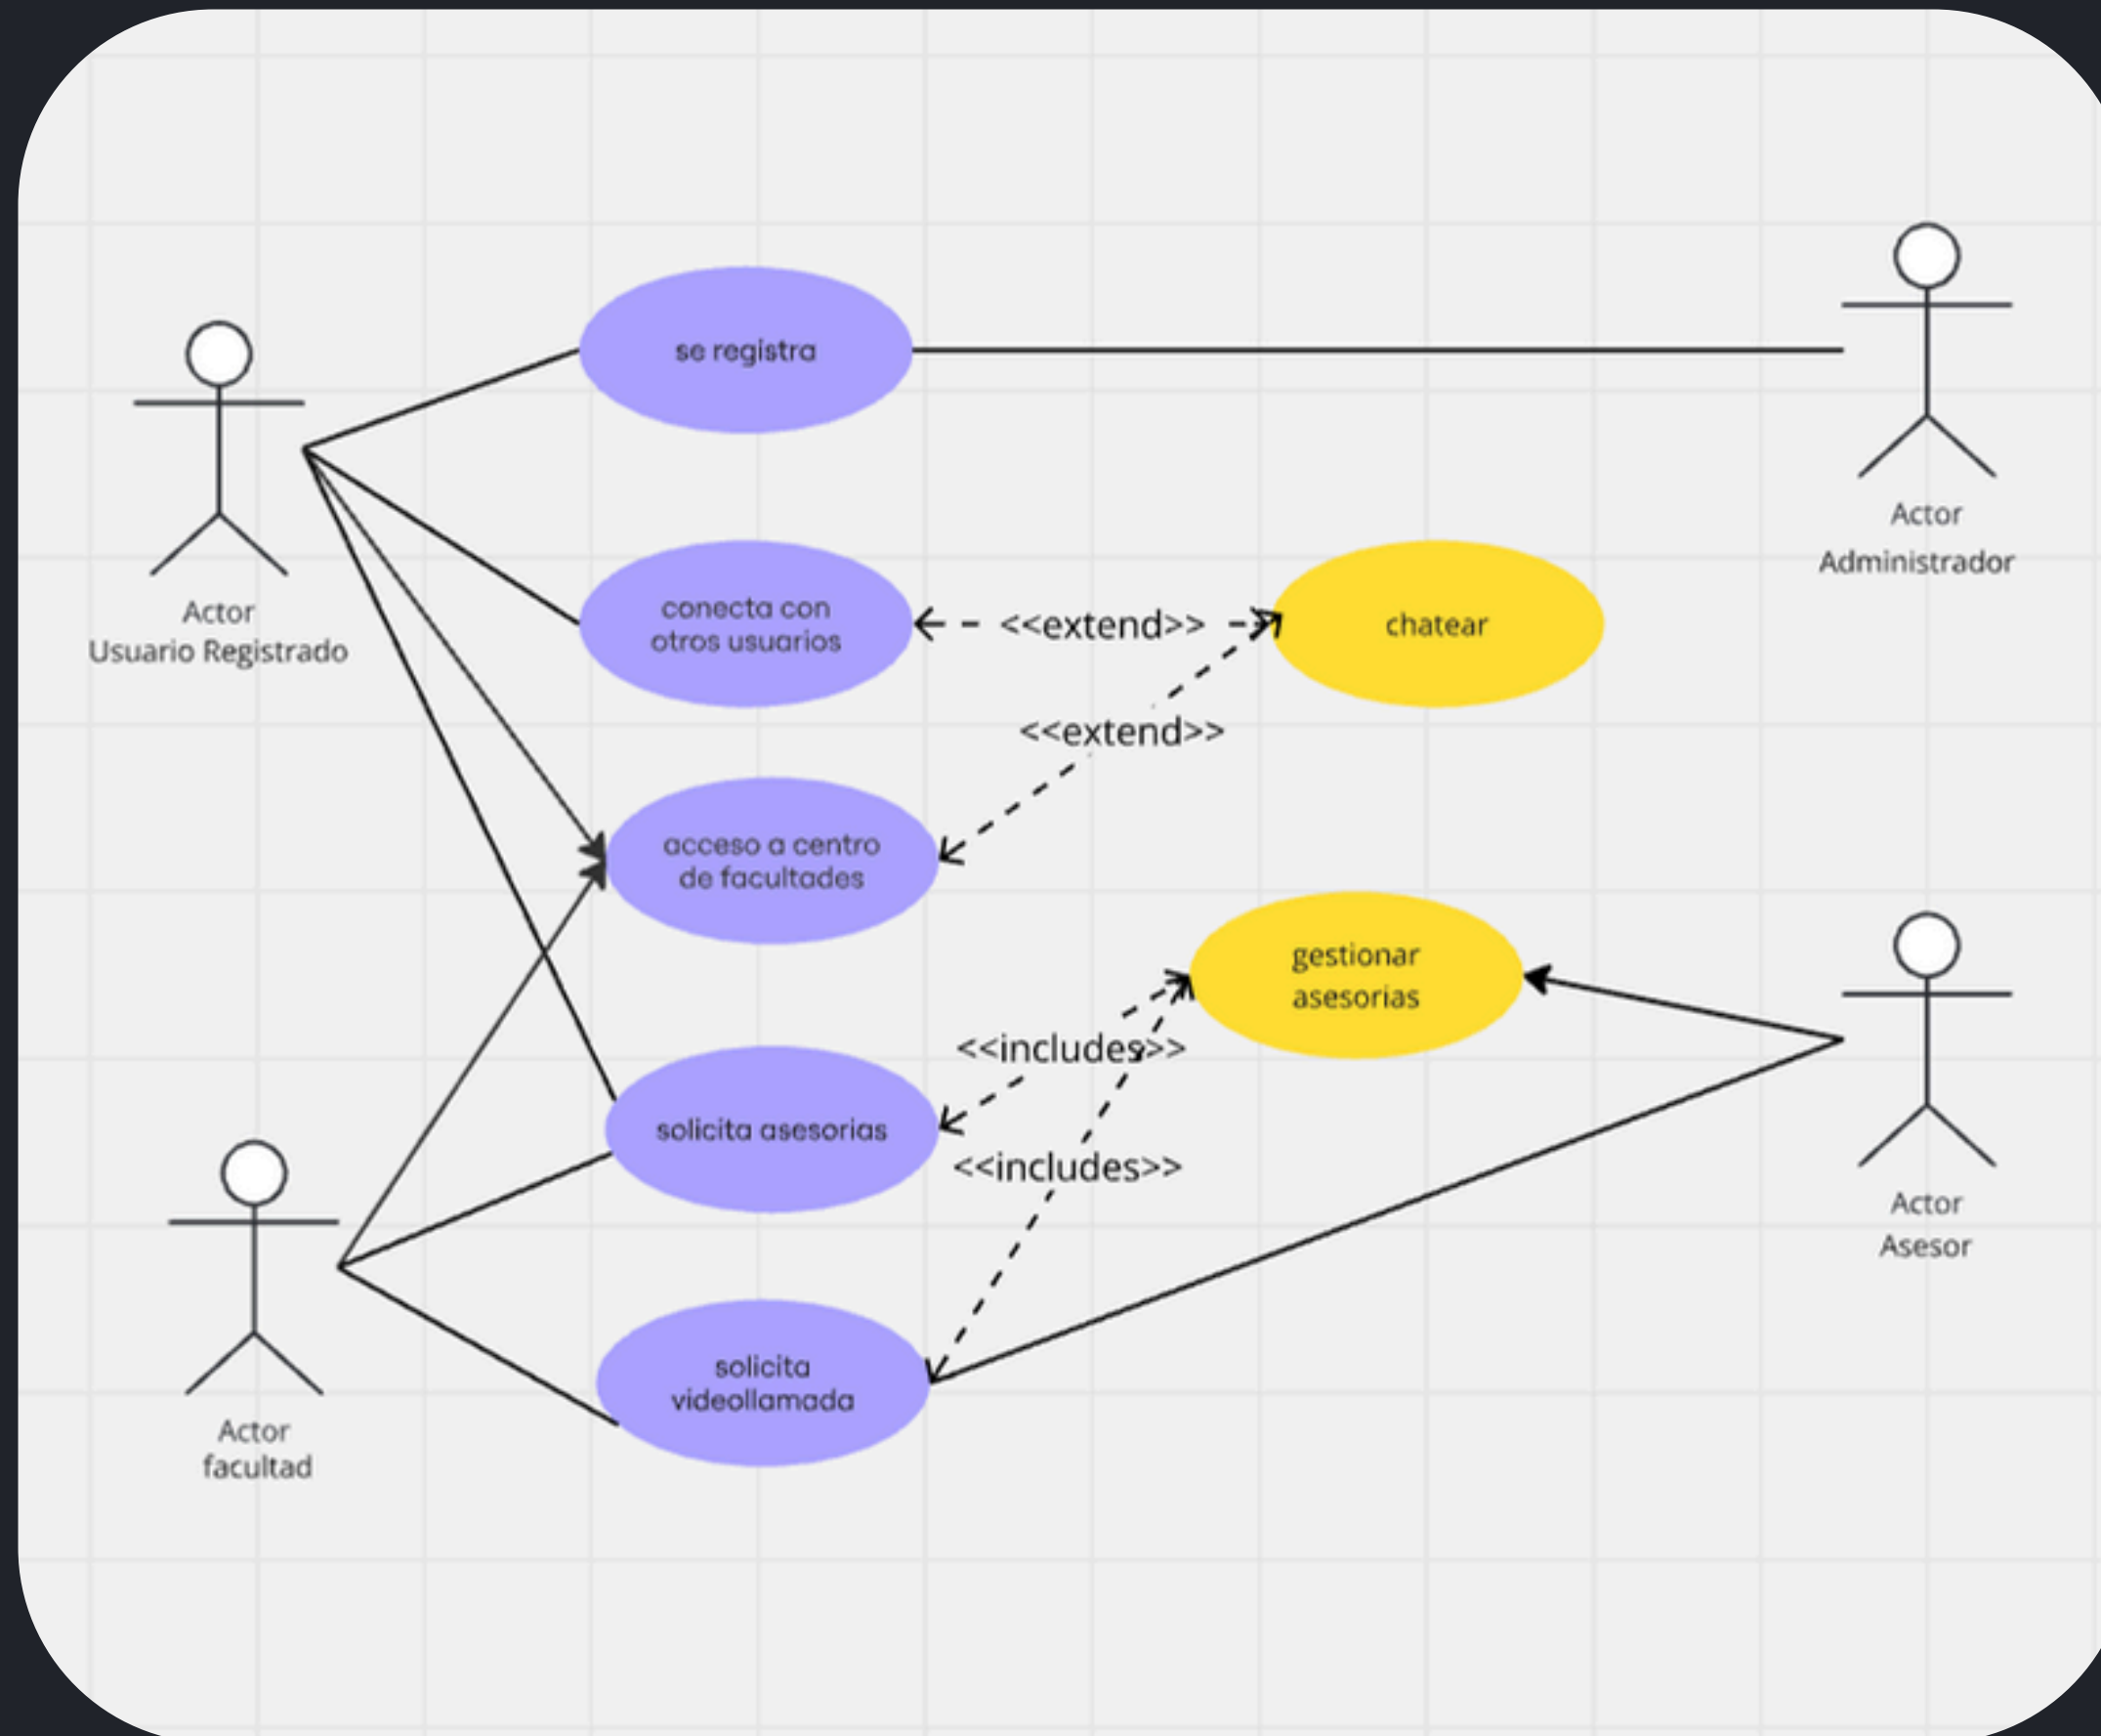 se registra
Actor
Usuario Registrado
Actor
Administrador
conecta con
otros usuarios
<<extend>>
chatear
<<extend>>
acceso a centro
de facultades
gestionar
asesorias
<<includes>>
solicita asesorias
<<includes>>
Actor
Asesor
solicita
videollamada
Actor
facultad